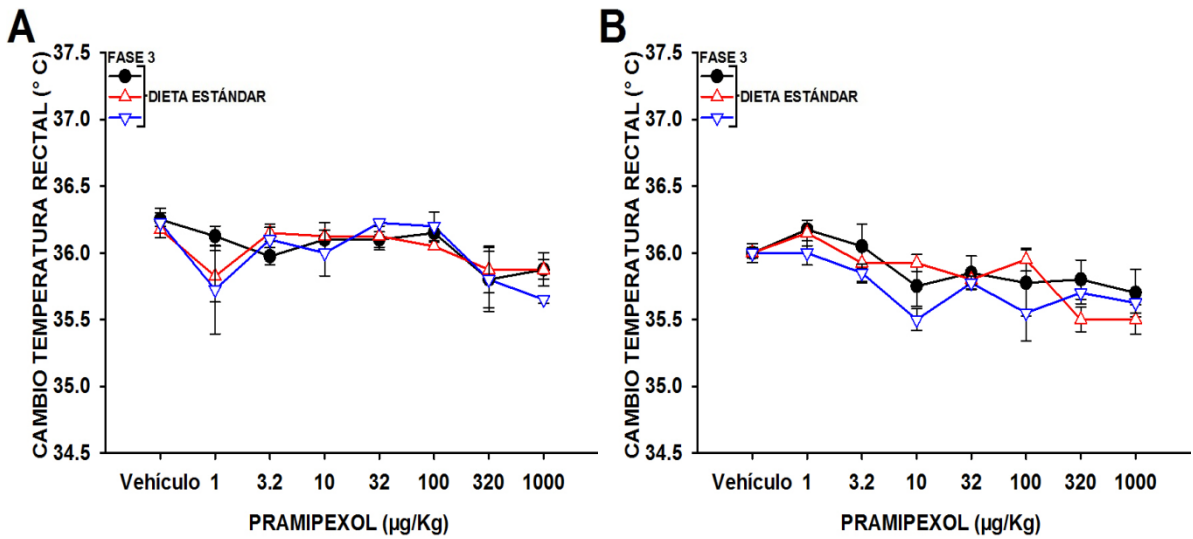 A
CAMBIO TEMPERATURA RECTAL (° C)
37.5
37.0
36.5
36.0
35.5
35.0
34.5
FASE 3
DIETA ESTÁNDAR
Vehículo 1 3.2 10 32 100 320 1000
PRAMIPEXOL (µg/Kg)
B
CAMBIO TEMPERATURA RECTAL (° C)
37.5
37.0
36.5
36.0
35.5
35.0
34.5
FASE 3
DIETA ESTÁNDAR
Vehículo 1 3.2 10 32 100 320 1000
PRAMIPEXOL (µg/Kg)